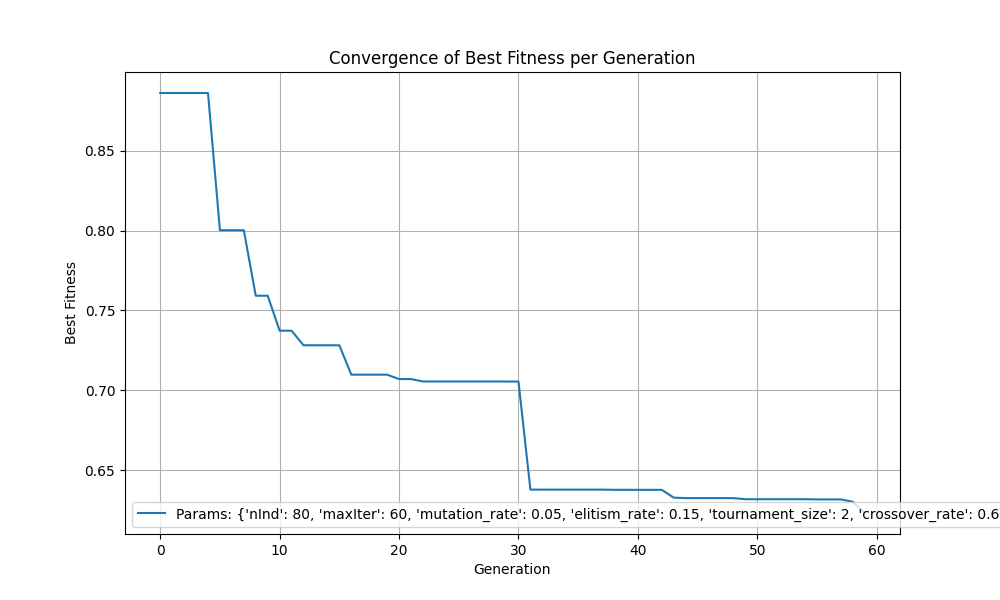 Convergence of Best Fitness per Generation
Best Fitness
0.85
0.80
0.75
0.70
0.65
Params: {'nInd': 80, 'maxIter': 60, 'mutation_rate': 0.05, 'elitism_rate': 0.15, 'tournament_size': 2, 'crossover_rate': 0.6
0 10 20 30 40 50 60
Generation